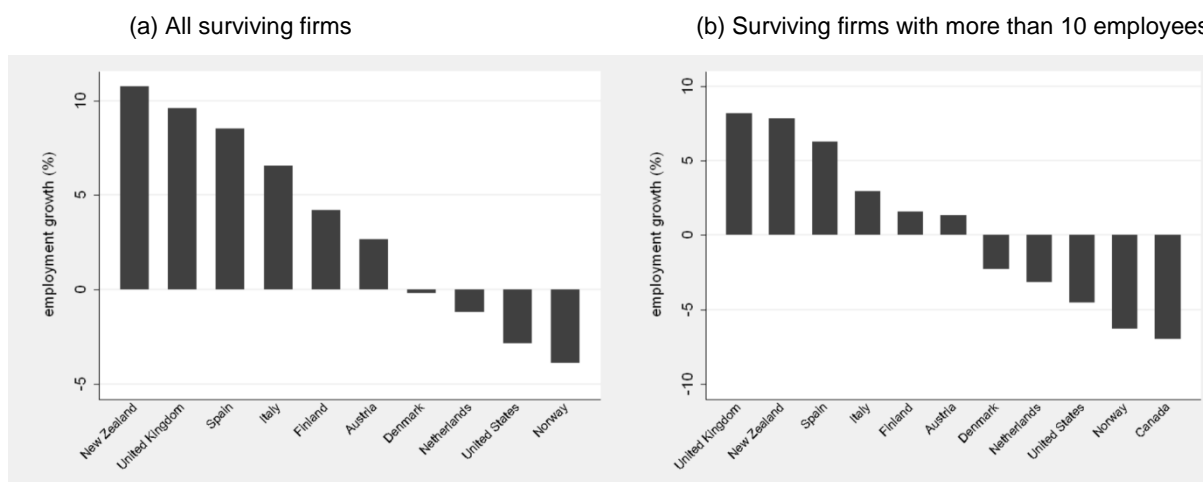 (a) All surviving firms
(b) Surviving firms with more than 10 employees
employment growth (%)
10
5
0
-5
New Zealand
United Kingdom
Spain
Italy
Finland
Austria
Denmark
Netherlands
United States
Norway
employment growth (%)
10
5
0
-5
-10
United Kingdom
New Zealand
Spain
Italy
Finland
Austria
Denmark
Netherlands
United States
Norway
Canada